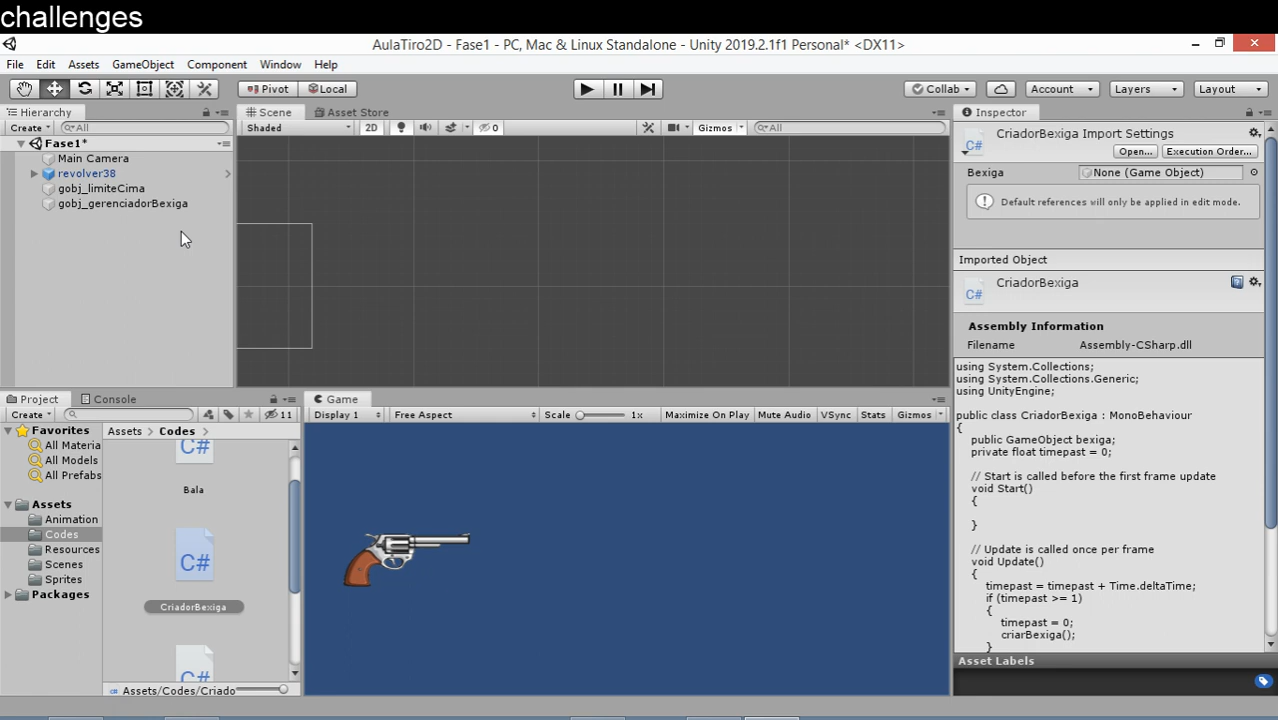 challenges
AulaTiro2D - Fase1 - PC, Mac & Linux Standalone - Unity 2019.2.1f1 Personal* <DX11>
File Edit Assets GameObject Component Window Help
Pivot Local Collab Account Layers Layout
Hierarchy
Create All
Fase1*
Main Camera
revolver38
gobj_limiteCima
gobj_gerenciadorBexiga
Scene Asset Store
Shaded 2D 0 Gizmos All
Inspector
CriadorBexiga Import Settings
C#
Open... Execution Order...
Bexiga None (Game Object)
Default references will only be applied in edit mode.
Imported Object
CriadorBexiga
C#
Assembly Information
Filename Assembly-CSharp.dll
using System.Collections;
using System.Collections.Generic;
using UnityEngine;
public class CriadorBexiga : MonoBehaviour
{
public GameObject bexiga;
private float timepast = 0;
// Start is called before the first frame update
void Start()
{
}
// Update is called once per frame
void Update()
{
timepast = timepast + Time.deltaTime;
if (timepast >= 1)
{
timepast = 0;
criarBexiga();
}
Asset Labels
Project Console
Create 11
Favorites
All Materia
All Models
All Prefabs
Assets
Animation
Codes
Resources
Scenes
Sprites
Packages
Assets Codes
C#
Bala
C#
CriadorBexiga
C#
Assets/Codes/Criado
Game
Display 1 Free Aspect Scale 1x Maximize On Play Mute Audio VSync Stats Gizmos